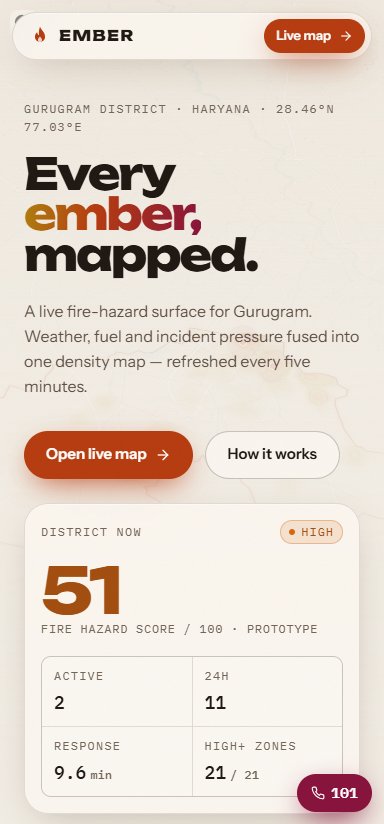 EMBER
Live map →
GURUGRAM DISTRICT · HARYANA · 28.46°N
77.03°E
Every
ember,
mapped.
A live fire-hazard surface for Gurugram.
Weather, fuel and incident pressure fused into
one density map — refreshed every five
minutes.
Open live map →
How it works
DISTRICT NOW
HIGH
51
FIRE HAZARD SCORE / 100 · PROTOTYPE
ACTIVE
2
24H
11
RESPONSE
9.6 min
HIGH+ ZONES
21 / 21
101